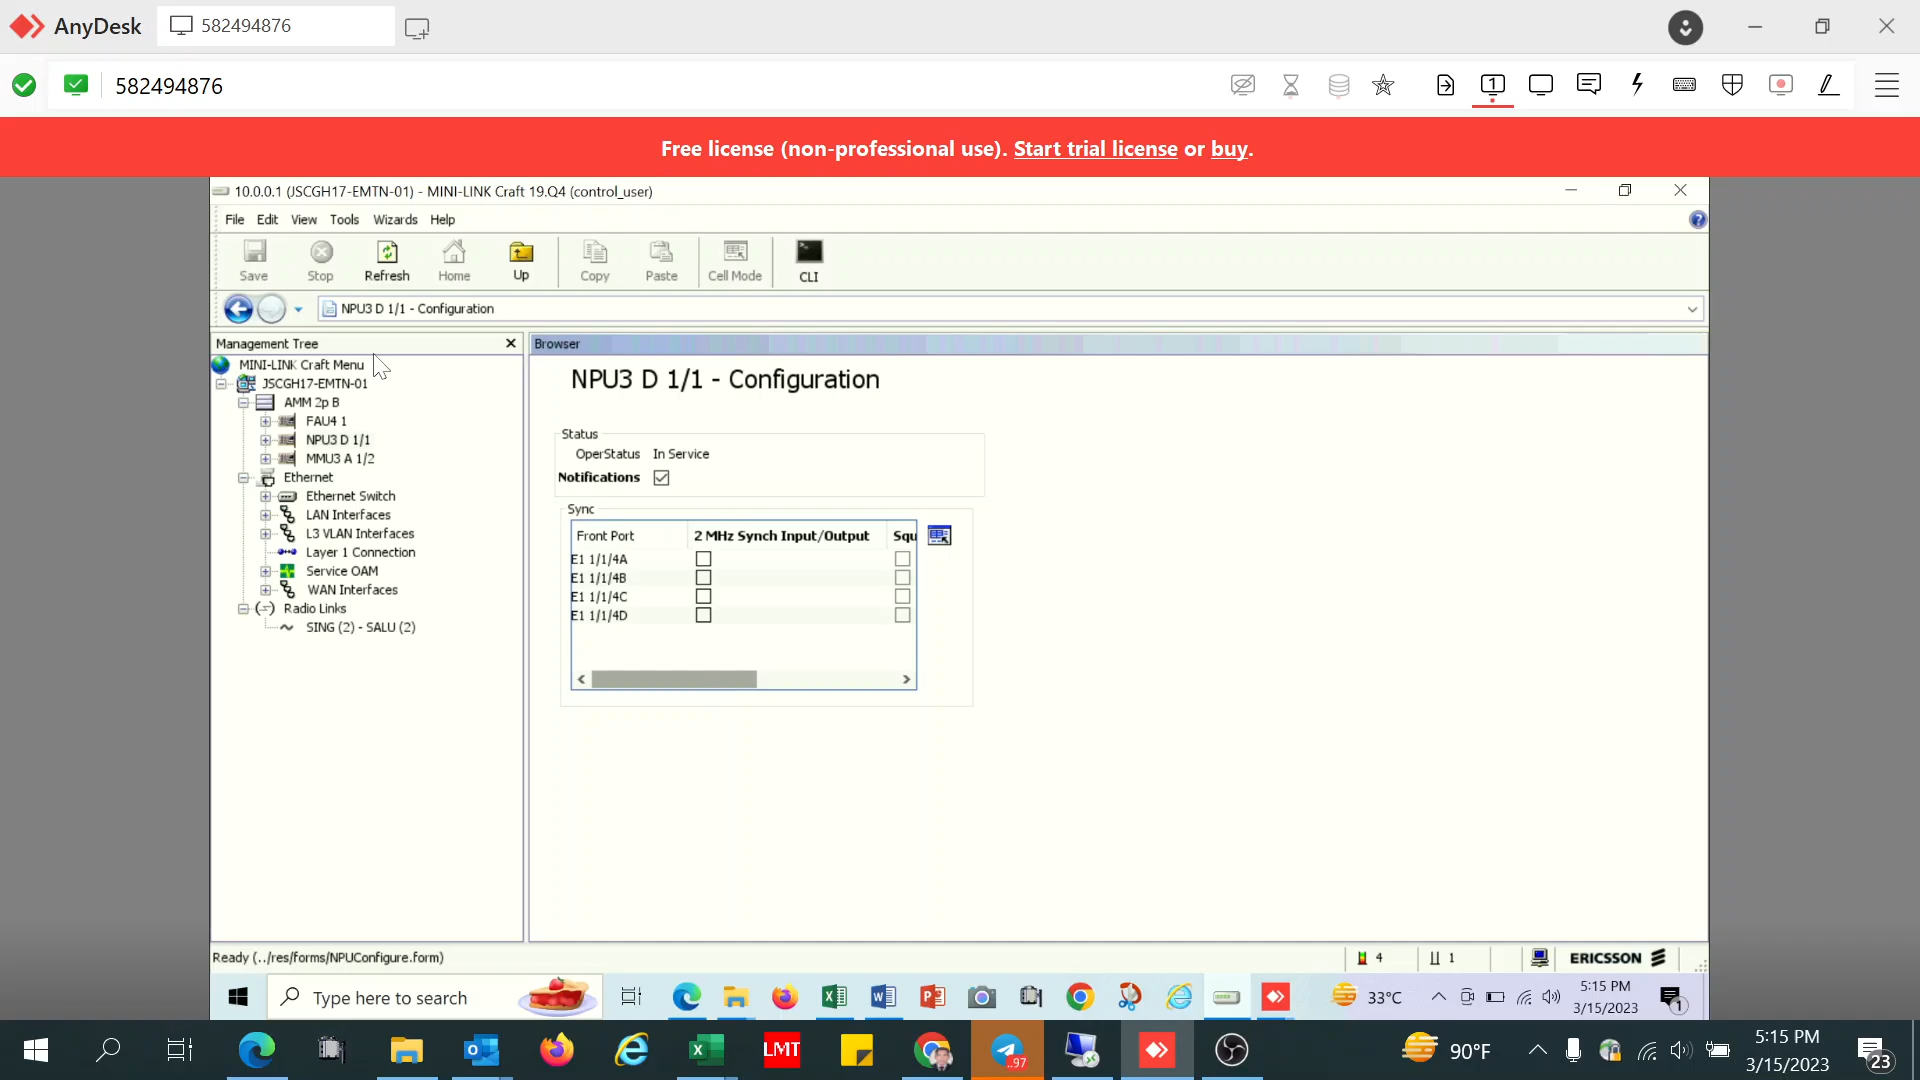 AnyDesk
582494876
582494876
1
Free license (non-professional use). Start trial license or buy.
10.0.0.1 (JSCGH17-EMTN-01) - MINI-LINK Craft 19.Q4 (control_user)
File Edit View Tools Wizards Help
Save Stop Refresh Home Up Copy Paste Cell Mode CLI
NPU3 D 1/1 - Configuration
Management Tree
Browser
MINI-LINK Craft Menu
JSCGH17-EMTN-01
AMM 2p B
FAU4 1
NPU3 D 1/1
MMU3 A 1/2
Ethernet
Ethernet Switch
LAN Interfaces
L3 VLAN Interfaces
Layer 1 Connection
Service OAM
WAN Interfaces
Radio Links
SING (2) - SALU (2)
NPU3 D 1/1 - Configuration
Status
OperStatus In Service
Notifications
Sync
Front Port 2 MHz Synch Input/Output Squ
E1 1/1/4A
E1 1/1/4B
E1 1/1/4C
E1 1/1/4D
Ready (../res/forms/NPUConfigure.form)
4 1 ERICSSON
Type here to search
33°C
5:15 PM
3/15/2023
1
LMT
..97
90°F
5:15 PM
3/15/2023
23